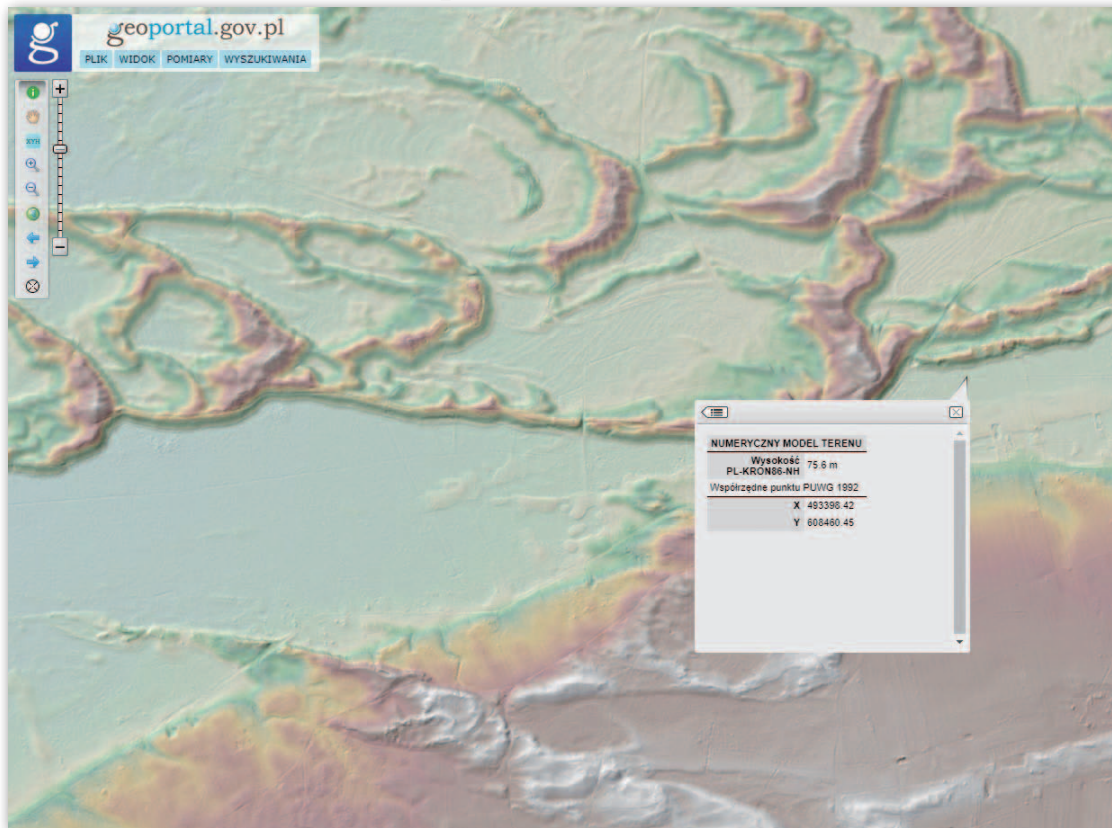 geoportal.gov.pl
PLIK WIDOK POMIARY WYSZUKIWANIA
i
+
XYH
−
NUMERYCZNY MODEL TERENU
Wysokość
PL-KRON86-NH 75.6 m
Współrzędne punktu PUWG 1992
X 493398.42
Y 608460.45